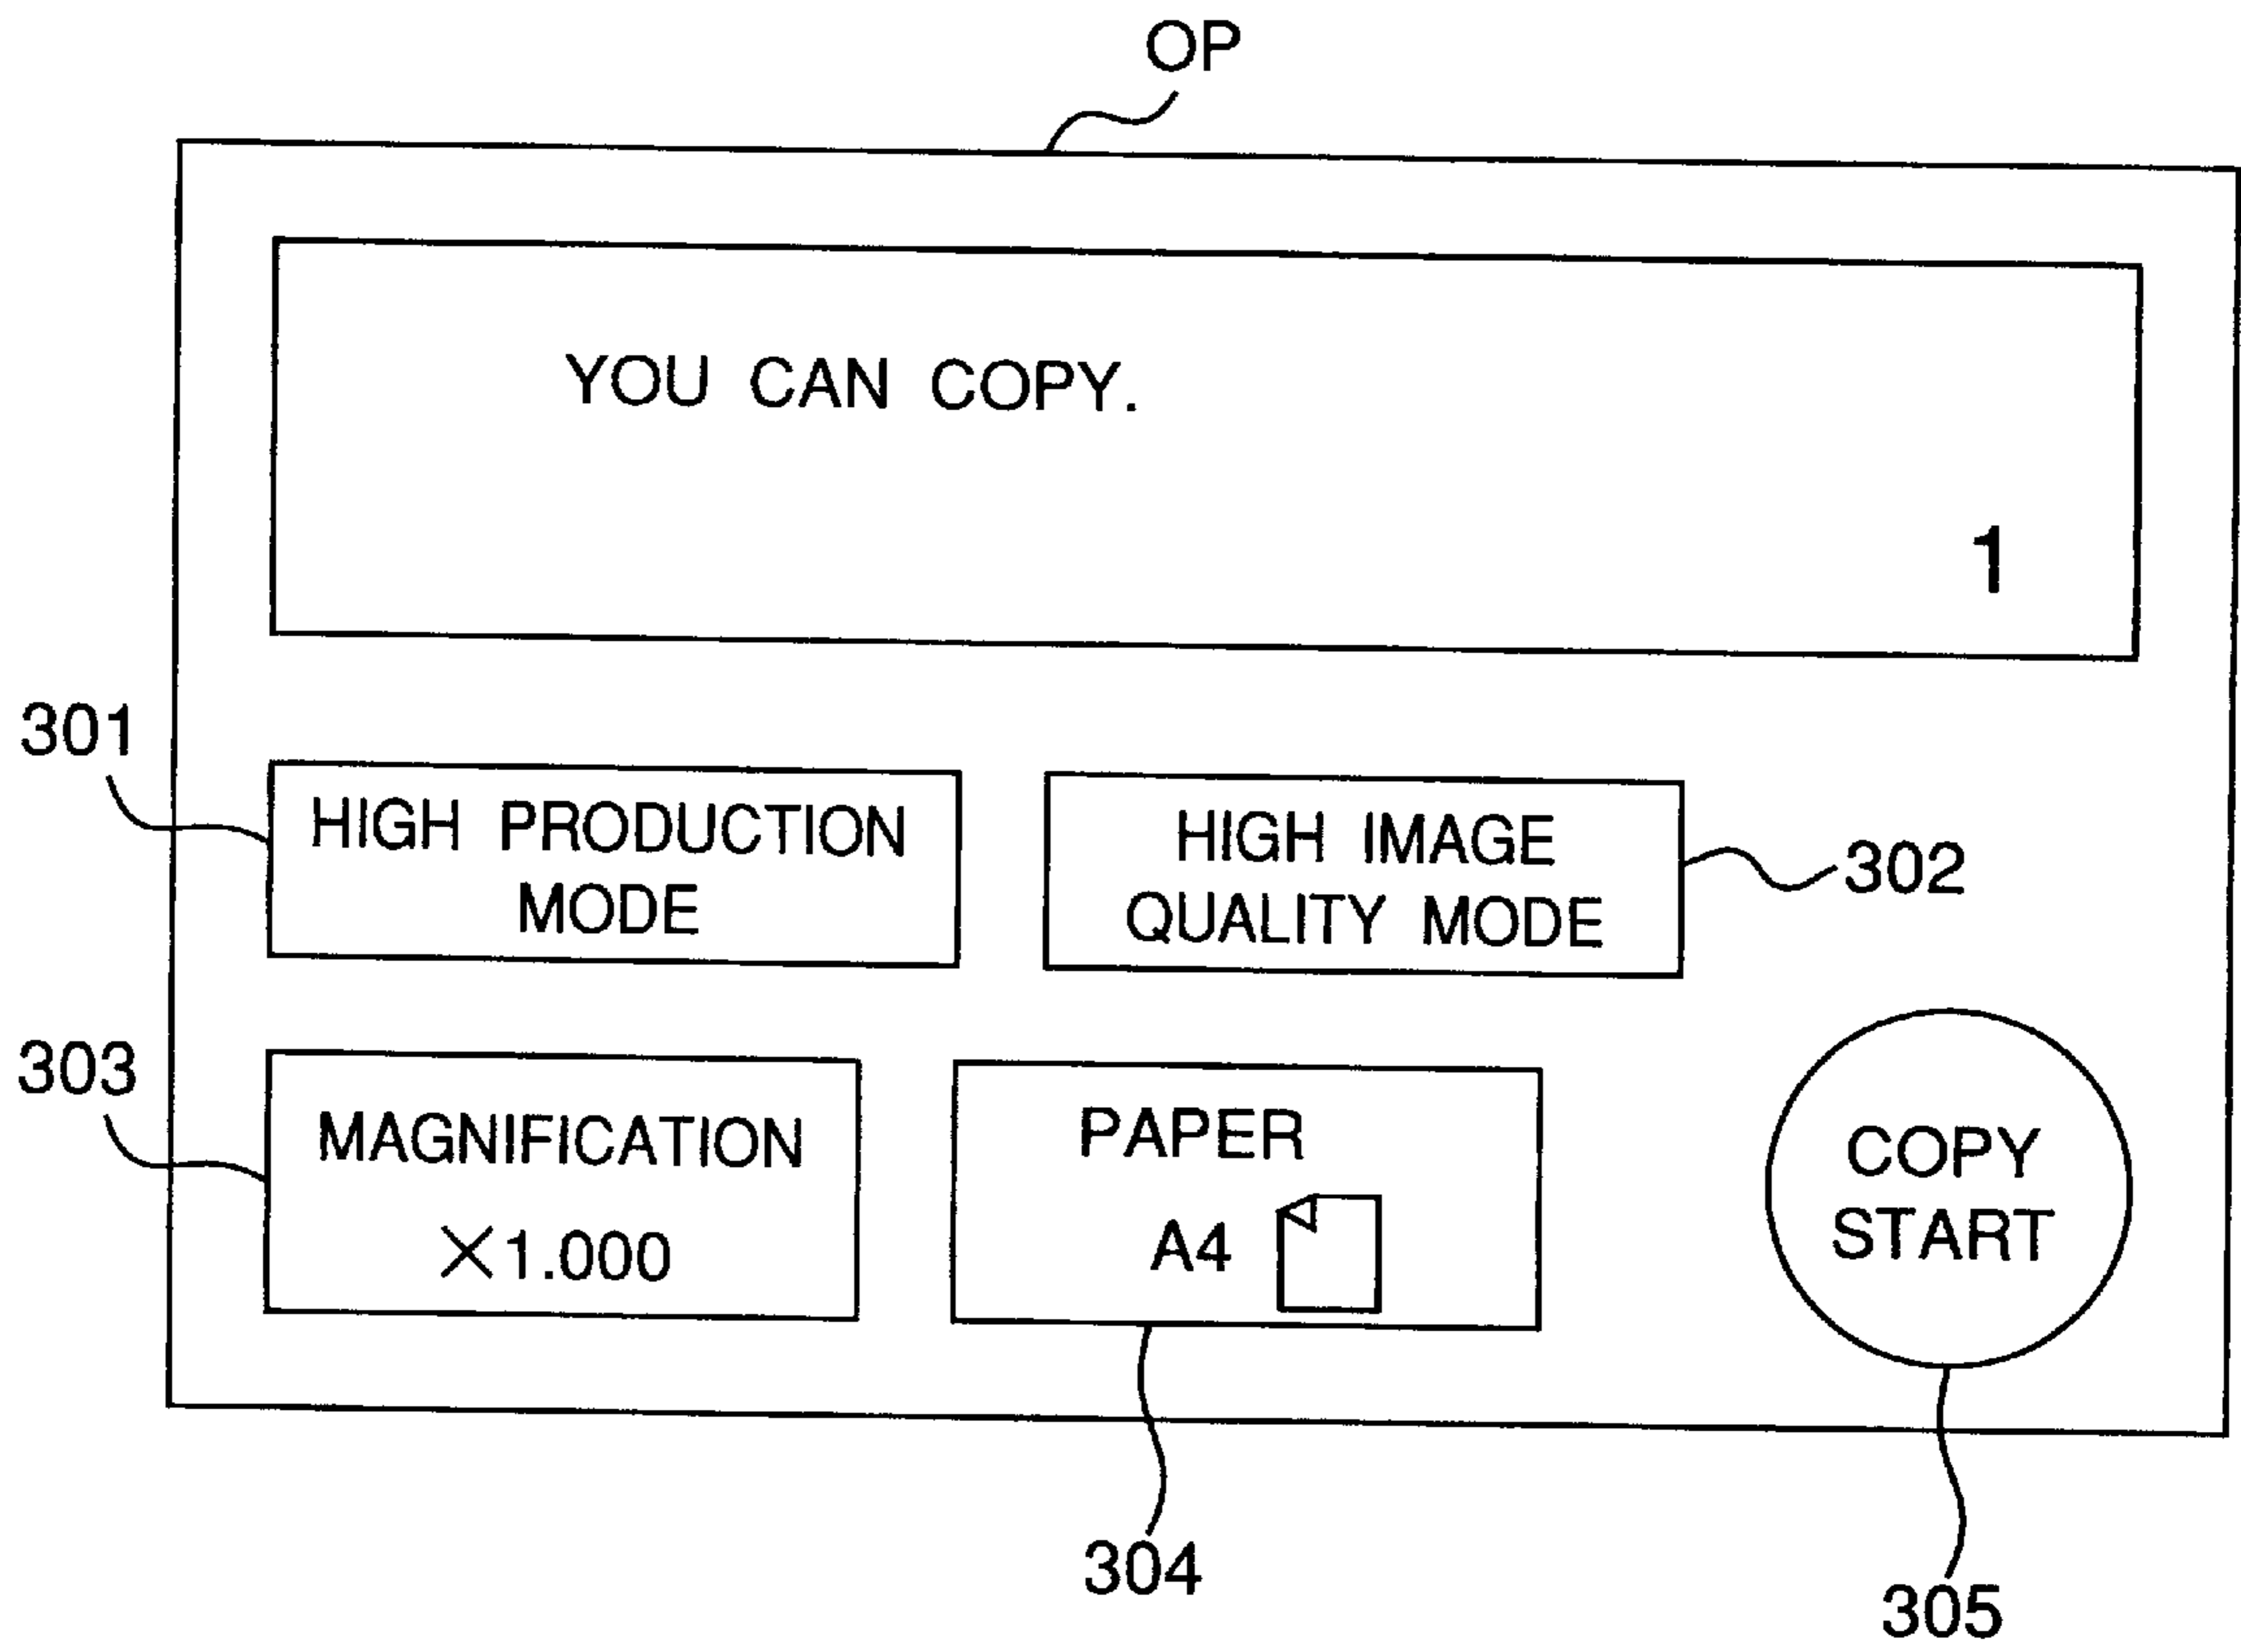 OP
YOU CAN COPY.
1
301
HIGH PRODUCTION
MODE
HIGH IMAGE
QUALITY MODE
302
303
MAGNIFICATION
×1.000
PAPER
A4
COPY
START
304
305